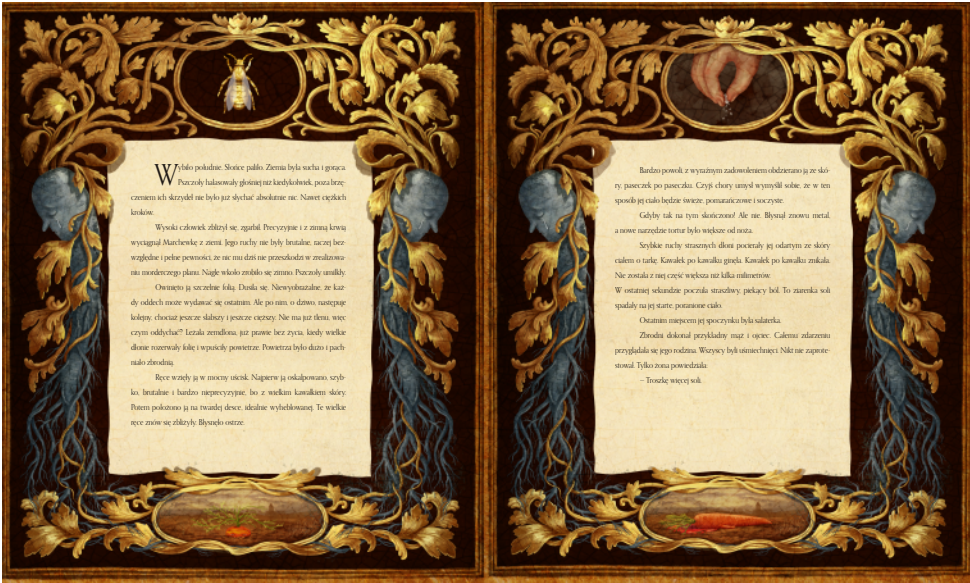 Wybiło południe. Słońce paliło. Ziemia była sucha i gorąca.
Pszczoły hałasowały głośniej niż kiedykolwiek, poza brzę-
czeniem ich skrzydeł nie było już słychać absolutnie nic. Nawet ciężkich
kroków.
Wysoki człowiek zbliżył się, zgarbił. Precyzyjnie i z zimną krwią
wyciągnął Marchewkę z ziemi. Jego ruchy nie były brutalne, raczej bez-
względne i pełne pewności, że nic mu dziś nie przeszkodzi w zrealizowa-
niu morderczego planu. Nagle wkoło zrobiło się zimno. Pszczoły umilkły.
Owinięto ją szczelnie folią. Dusiła się. Niewyobrażalne, że każ-
dy oddech może wydawać się ostatnim. Ale po nim, o dziwo, następuje
kolejny, chociaż jeszcze słabszy i jeszcze cięższy. Nie ma już tlenu, więc
czym oddychać? Leżała zemdlona, już prawie bez życia, kiedy wielkie
dłonie rozerwały folię i wpuściły powietrze. Powietrza było dużo i pach-
niało zbrodnią.
Ręce wzięły ją w mocny uścisk. Najpierw ją oskalpowano, szyb-
ko, brutalnie i bardzo nieprecyzyjnie, bo z wielkim kawałkiem skóry.
Potem położono ją na twardej desce, idealnie wyheblowanej. Te wielkie
ręce znów się zbliżyły. Błysnęło ostrze.
Bardzo powoli, z wyraźnym zadowoleniem obdzierano ją ze skó-
ry, paseczek po paseczku. Czyjś chory umysł wymyślił sobie, że w ten
sposób jej ciało będzie świeże, pomarańczowe i soczyste.
Gdyby tak na tym skończono! Ale nie. Błysnął znowu metal,
a nowe narzędzie tortur było większe od noża.
Szybkie ruchy strasznych dłoni pocierały jej odartym ze skóry
ciałem o tarkę. Kawałek po kawałku ginęła. Kawałek po kawałku znikała.
Nie została z niej część większa niż kilka milimetrów.
W ostatniej sekundzie poczuła straszliwy, piekący ból. To ziarenka soli
spadały na jej starte, poranione ciało.
Ostatnim miejscem jej spoczynku była salaterka.
Zbrodni dokonał przykładny mąż i ojciec. Całemu zdarzeniu
przyglądała się jego rodzina. Wszyscy byli uśmiechnięci. Nikt nie zaprote-
stował. Tylko żona powiedziała:
– Troszkę więcej soli.